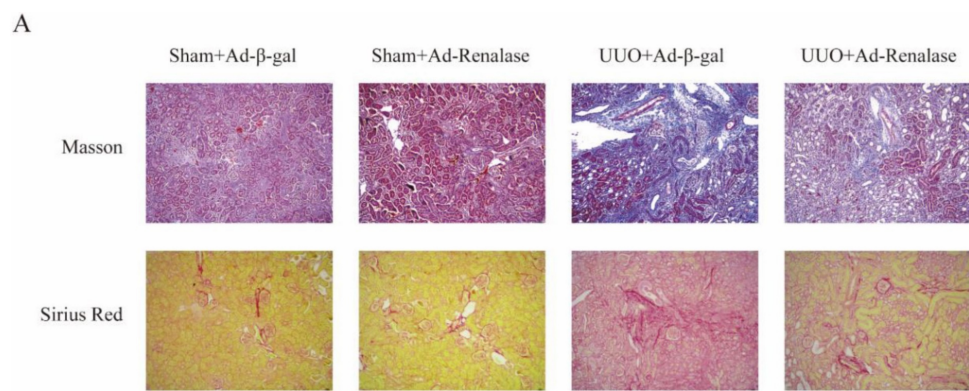 A
Sham+Ad-β-gal Sham+Ad-Renalase UUO+Ad-β-gal UUO+Ad-Renalase
Masson
Sirius Red